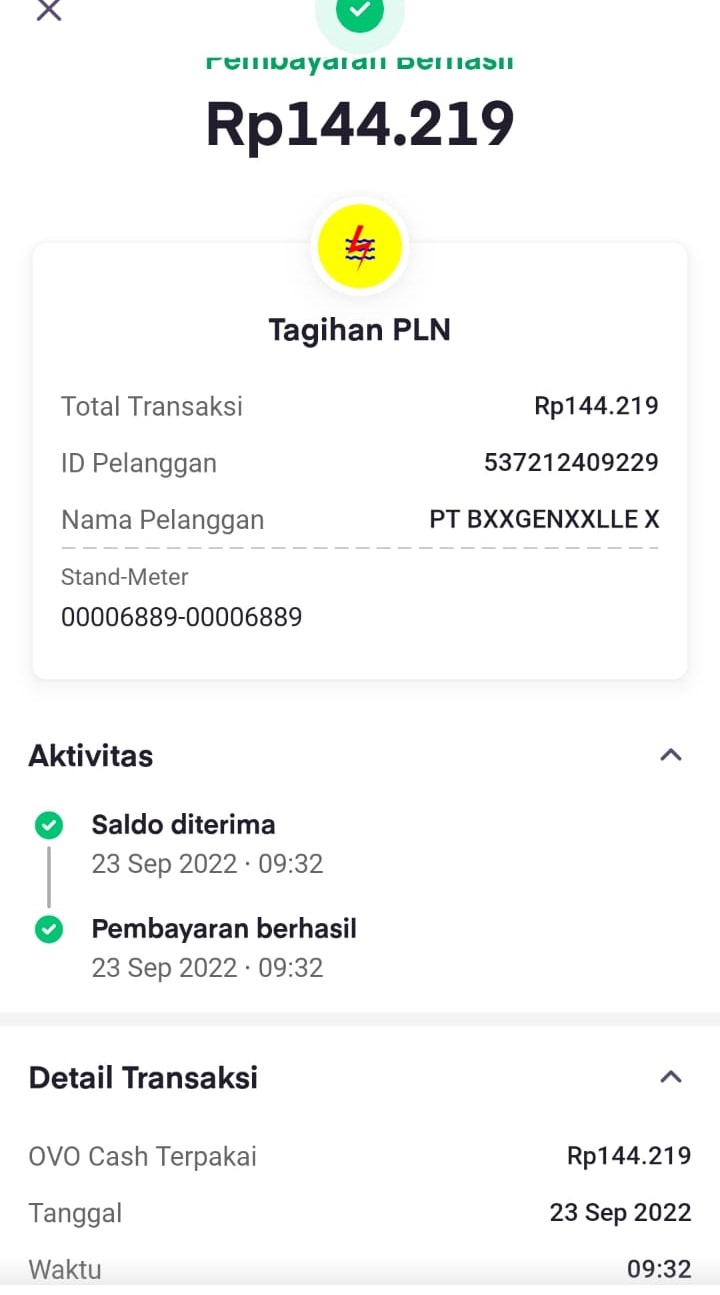 Pembayaran Berhasil
Rp144.219
Tagihan PLN
Total Transaksi Rp144.219
ID Pelanggan 537212409229
Nama Pelanggan PT BXXGENXXLLE X
Stand-Meter
00006889-00006889
Aktivitas
Saldo diterima
23 Sep 2022 · 09:32
Pembayaran berhasil
23 Sep 2022 · 09:32
Detail Transaksi
OVO Cash Terpakai Rp144.219
Tanggal 23 Sep 2022
Waktu 09:32